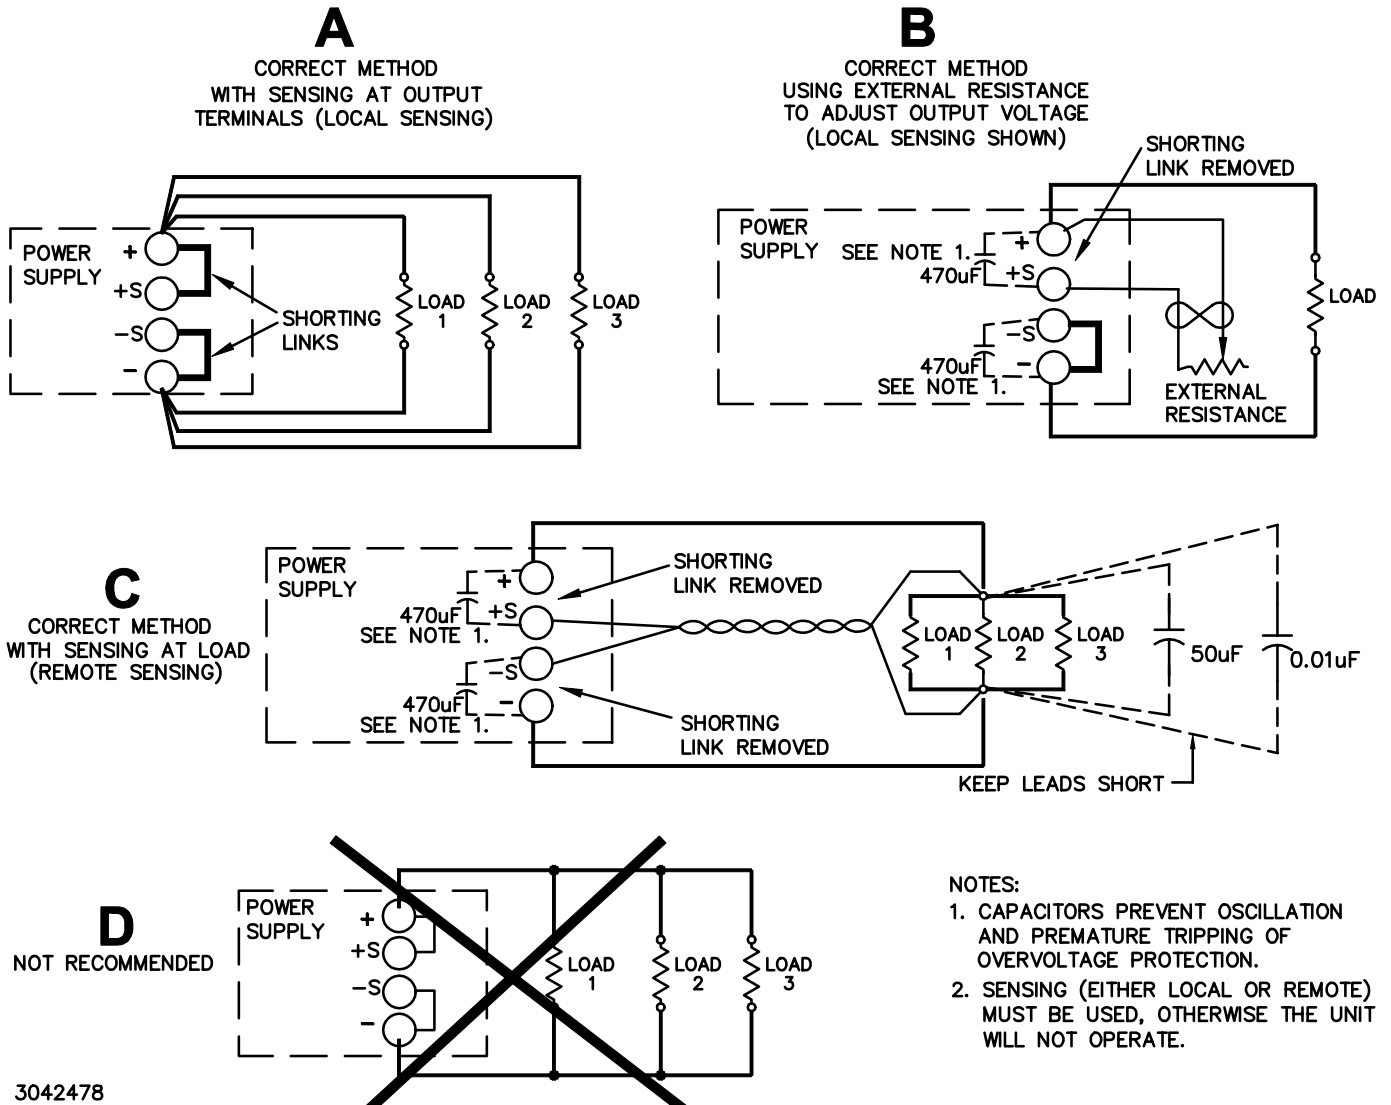 A
CORRECT METHOD
WITH SENSING AT OUTPUT
TERMINALS (LOCAL SENSING)
POWER
SUPPLY
+
+S
-S
-
SHORTING
LINKS
LOAD
1
LOAD
2
LOAD
3
B
CORRECT METHOD
USING EXTERNAL RESISTANCE
TO ADJUST OUTPUT VOLTAGE
(LOCAL SENSING SHOWN)
SHORTING
LINK REMOVED
POWER
SUPPLY
SEE NOTE 1.
470uF
+
+S
-S
-
470uF
SEE NOTE 1.
EXTERNAL
RESISTANCE
LOAD
C
CORRECT METHOD
WITH SENSING AT LOAD
(REMOTE SENSING)
POWER
SUPPLY
+
+S
470uF
SEE NOTE 1.
-S
-
470uF
SEE NOTE 1.
SHORTING
LINK REMOVED
SHORTING
LINK REMOVED
LOAD
1
LOAD
2
LOAD
3
50uF
0.01uF
KEEP LEADS SHORT
D
NOT RECOMMENDED
POWER
SUPPLY
+
+S
-S
-
LOAD
1
LOAD
2
LOAD
3
NOTES:
1. CAPACITORS PREVENT OSCILLATION
AND PREMATURE TRIPPING OF
OVERVOLTAGE PROTECTION.
2. SENSING (EITHER LOCAL OR REMOTE)
MUST BE USED, OTHERWISE THE UNIT
WILL NOT OPERATE.
3042478